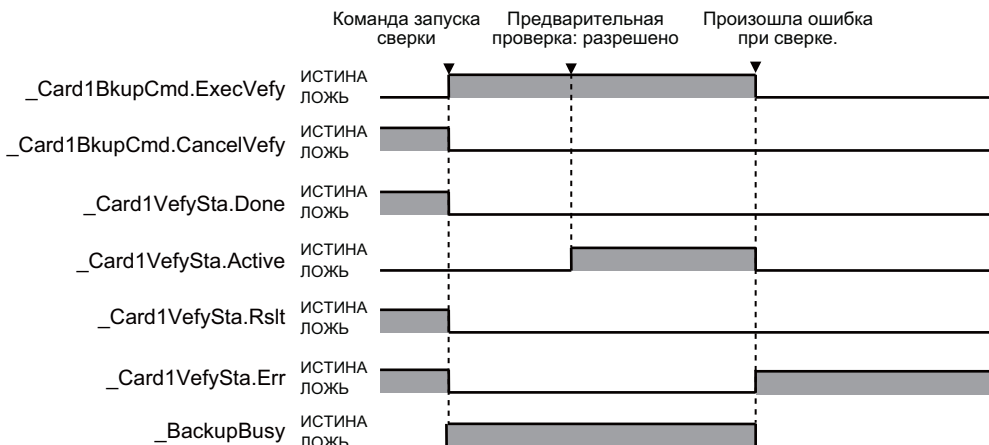 Команда запуска сверки
Предварительная проверка: разрешено
Произошла ошибка при сверке.
_Card1BkupCmd.ExecVefy
ИСТИНА
ЛОЖЬ
_Card1BkupCmd.CancelVefy
ИСТИНА
ЛОЖЬ
_Card1VefySta.Done
ИСТИНА
ЛОЖЬ
_Card1VefySta.Active
ИСТИНА
ЛОЖЬ
_Card1VefySta.Rslt
ИСТИНА
ЛОЖЬ
_Card1VefySta.Err
ИСТИНА
ЛОЖЬ
_BackupBusy
ИСТИНА
ЛОЖЬ